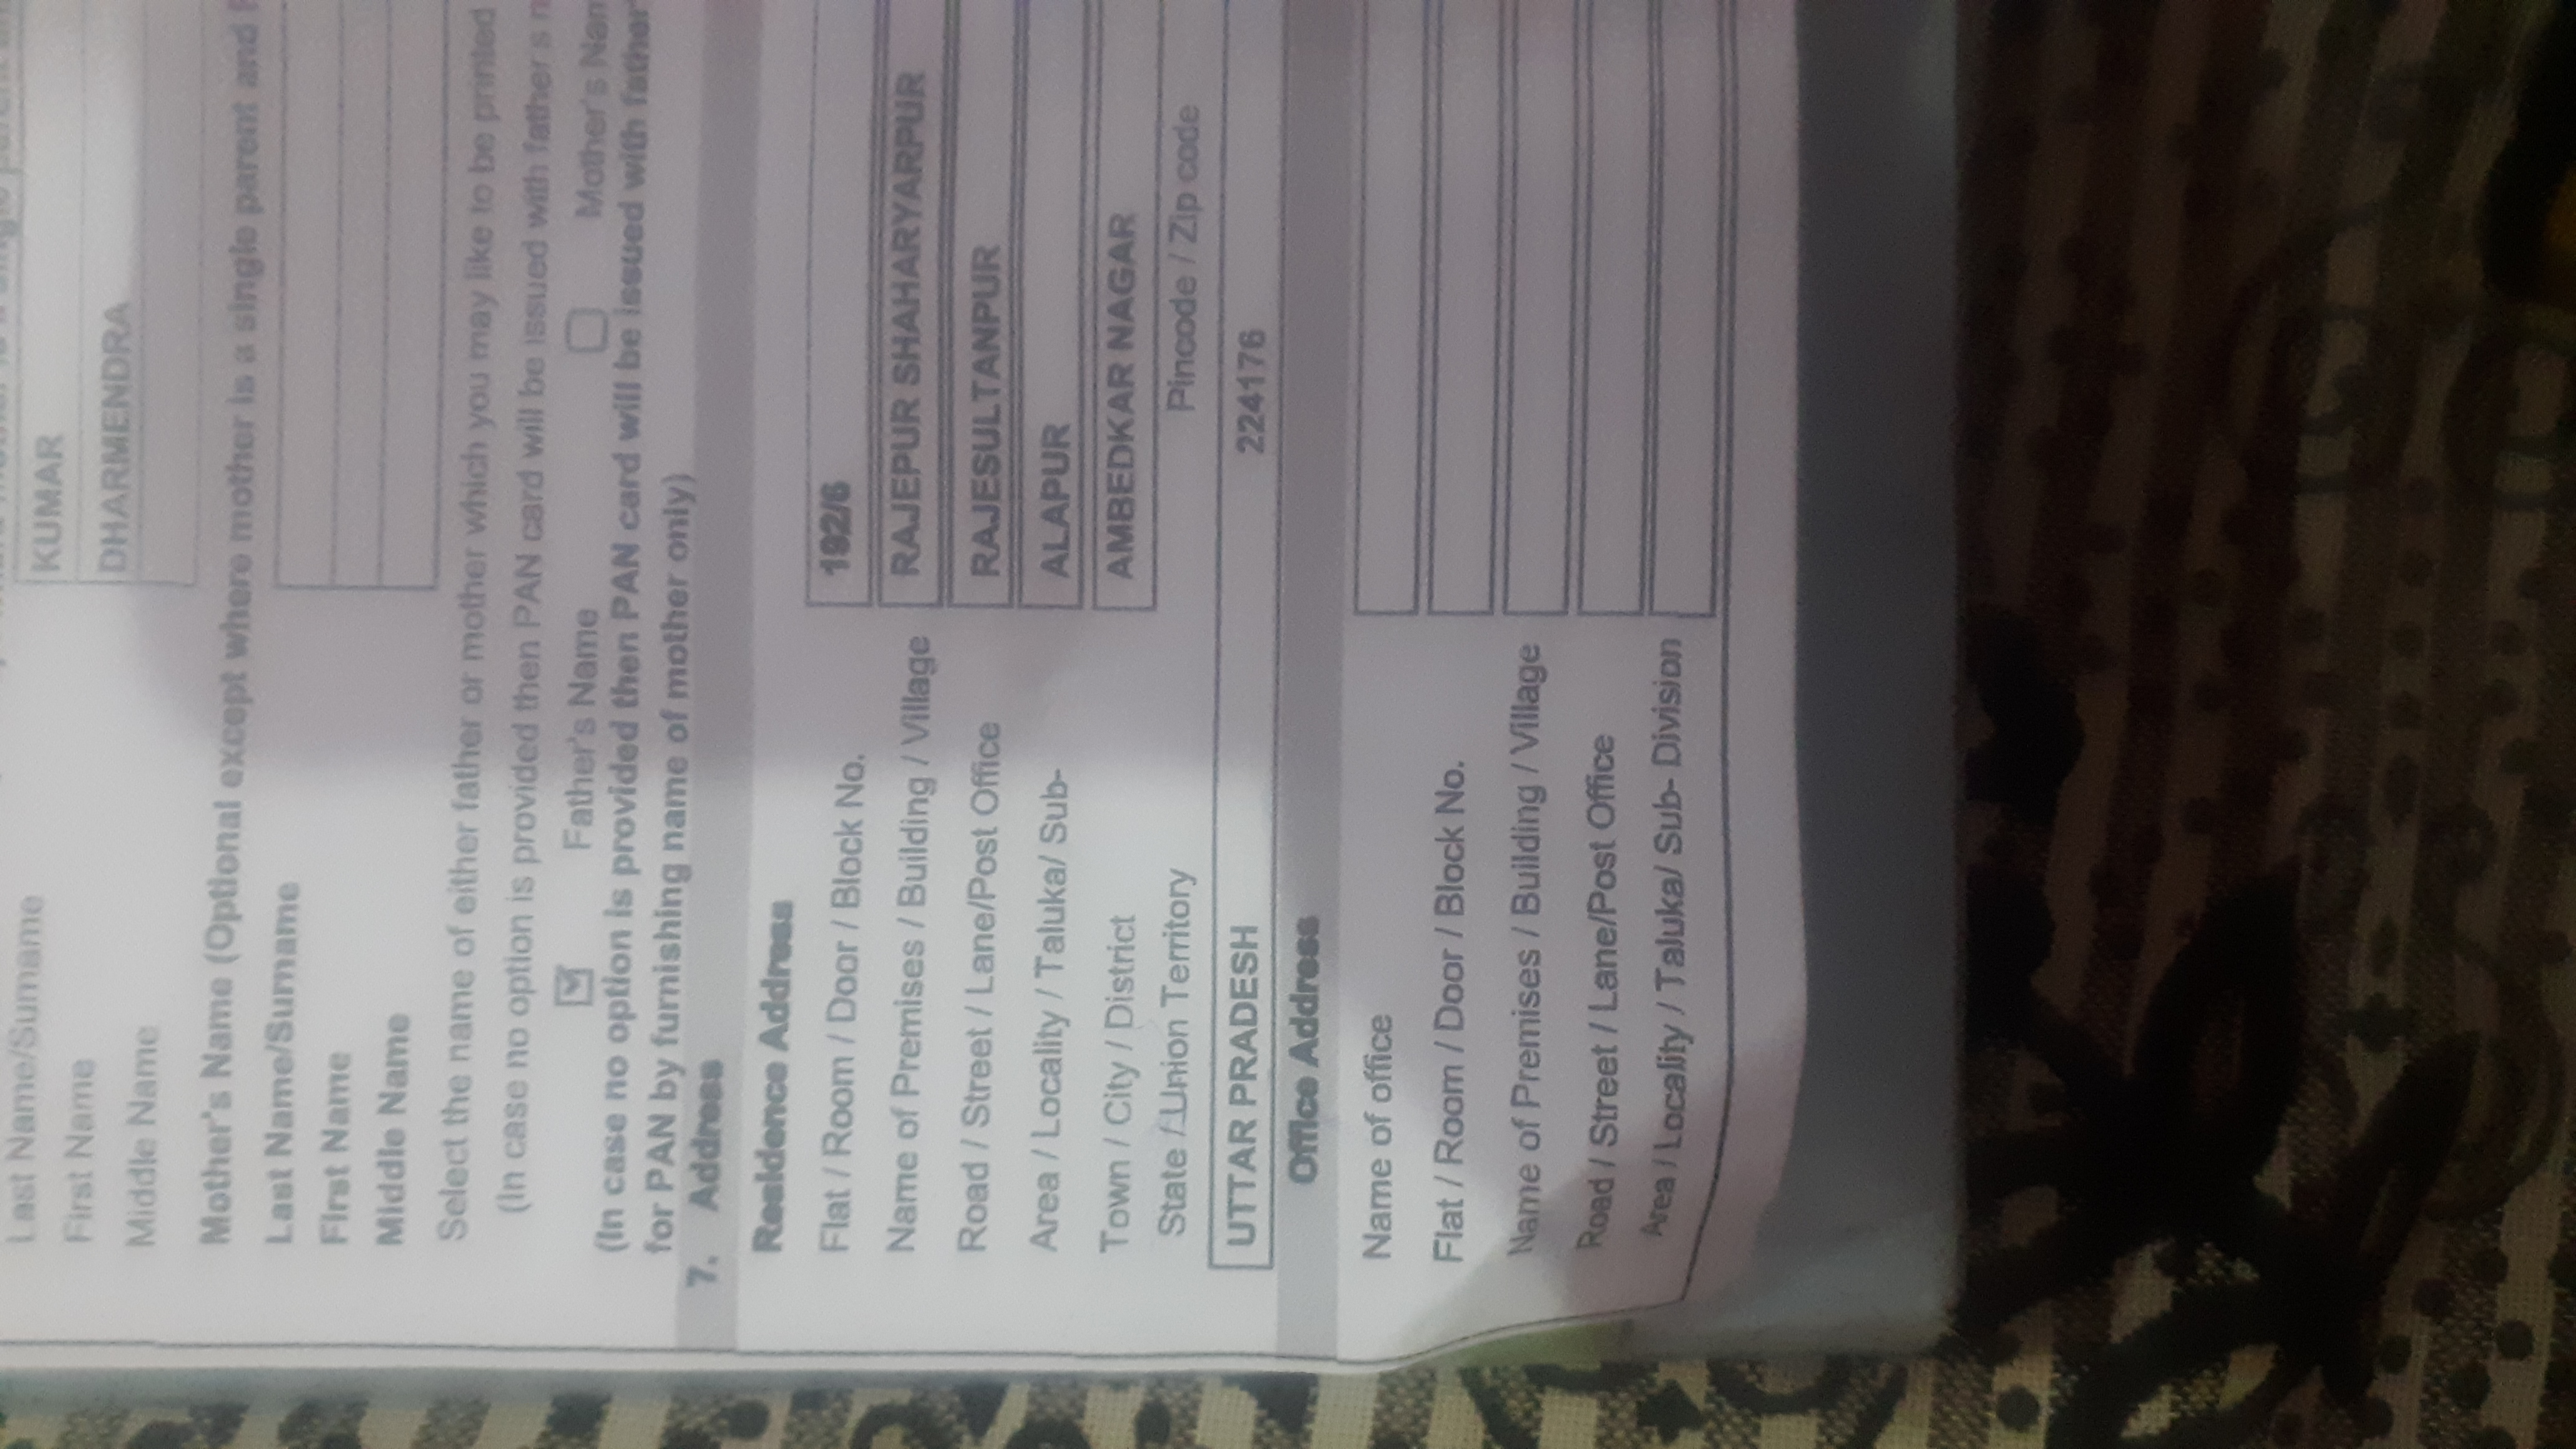 Last Name/Surname KUMAR
First Name DHARMENDRA
Middle Name
Mother's Name (Optional except where mother is a single parent and
Last Name/Surname
First Name
Middle Name
Select the name of either father or mother which you may like to be printed
(In case no option is provided then PAN card will be issued with father s
Father's Name Mother's Nam
(In case no option is provided then PAN card will be issued with father
for PAN by furnishing name of mother only)
7. Address
Residence Address
Flat / Room / Door / Block No. 192/6
Name of Premises / Building / Village RAJEPUR SHAHARYARPUR
Road / Street / Lane/Post Office RAJESULTANPUR
Area / Locality / Taluka/ Sub- ALAPUR
Town / City / District AMBEDKAR NAGAR
State / Union Territory Pincode / Zip code
UTTAR PRADESH 224176
Office Address
Name of office
Flat / Room / Door / Block No.
Name of Premises / Building / Village
Road / Street / Lane/Post Office
Area / Locality / Taluka/ Sub- Division